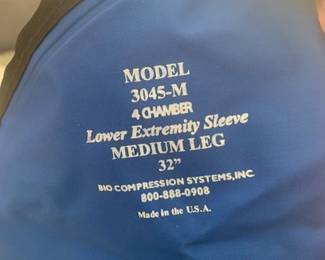 MODEL
3045-M
4 CHAMBER
Lower Extremity Sleeve
MEDIUM LEG
32”
BIO COMPRESSION SYSTEMS,INC
800-888-0908
Made in the U.S.A.